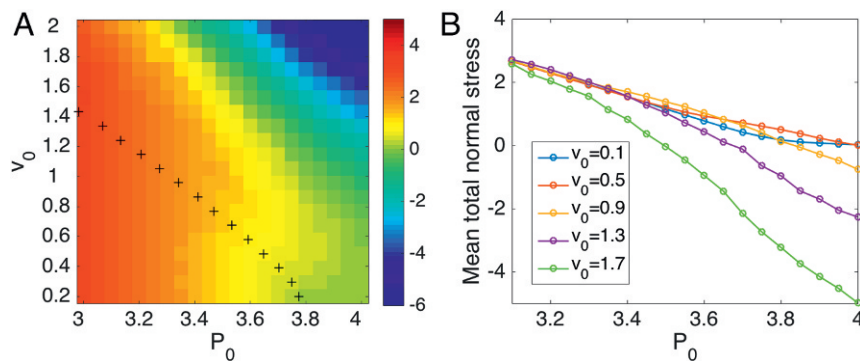 A
2
1.8
1.6
1.4
1.2
1
0.8
0.6
0.4
0.2
v0
3
3.2
3.4
3.6
3.8
4
P0
4
2
0
-2
-4
-6
B
Mean total normal stress
4
2
0
-2
-4
v0=0.1
v0=0.5
v0=0.9
v0=1.3
v0=1.7
3.2
3.4
3.6
3.8
4
P0